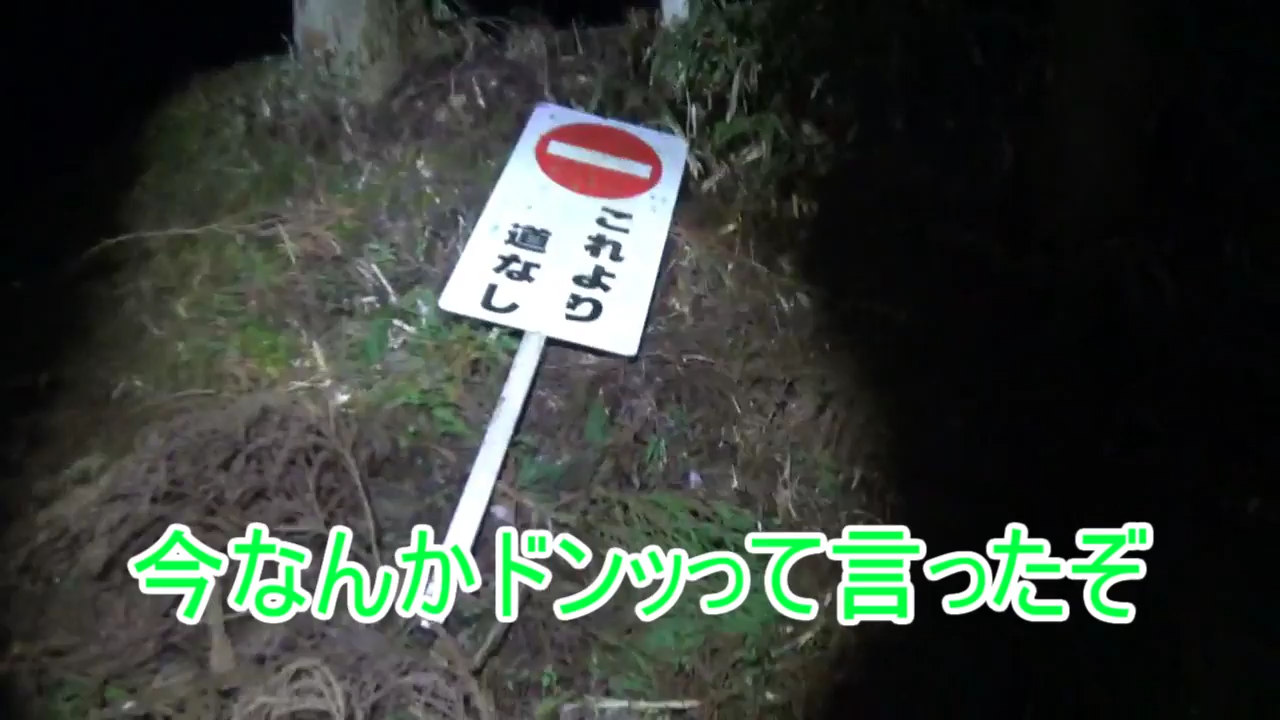 これより
道なし
今なんかドンッって言ったぞ